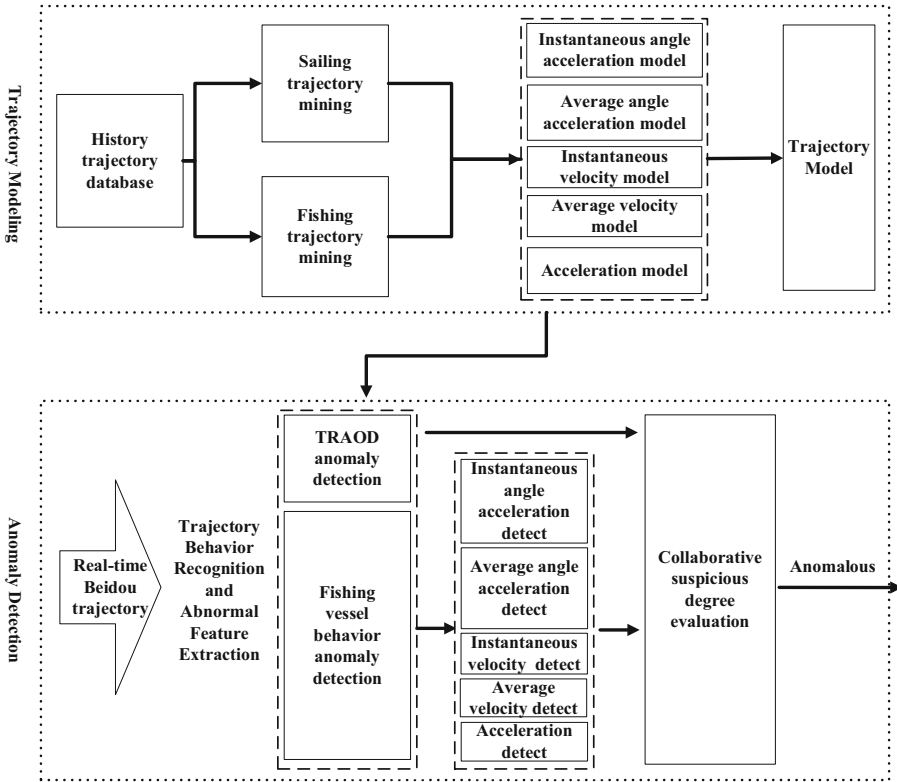 Trajectory Modeling
History
trajectory
database
Sailing
trajectory
mining
Fishing
trajectory
mining
Instantaneous angle
acceleration model
Average angle
acceleration model
Instantaneous
velocity model
Average velocity
model
Acceleration model
Trajectory
Model
Anomaly Detection
Real-time
Beidou
trajectory
Trajectory
Behavior
Recognition
and
Abnormal
Feature
Extraction
TRAOD
anomaly
detection
Fishing
vessel
behavior
anomaly
detection
Instantaneous
angle
acceleration
detect
Average angle
acceleration
detect
Instantaneous
velocity detect
Average
velocity detect
Acceleration
detect
Collaborative
suspicious
degree
evaluation
Anomalous